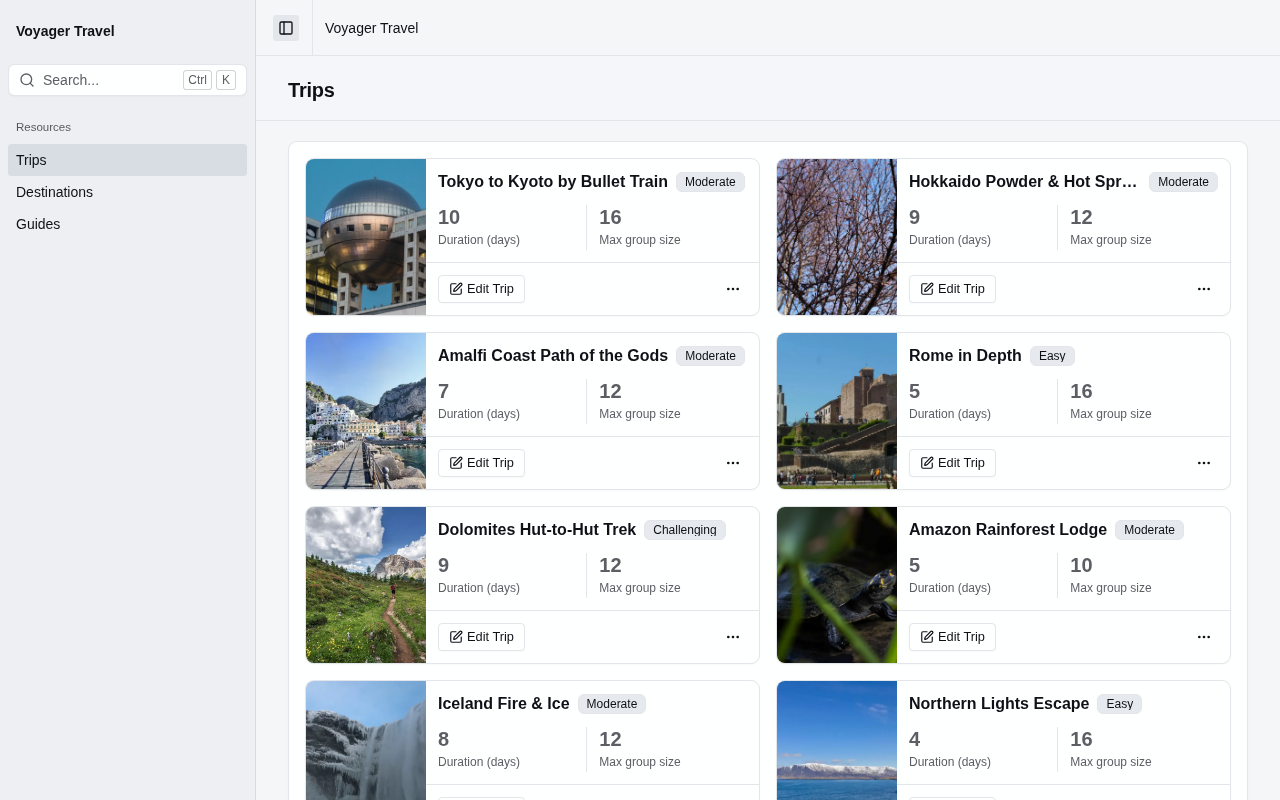 Voyager Travel
Search...
Ctrl K
Resources
Trips
Destinations
Guides
Voyager Travel
Trips
Tokyo to Kyoto by Bullet Train Moderate
10 16
Duration (days) Max group size
Edit Trip
Hokkaido Powder & Hot Spr... Moderate
9 12
Duration (days) Max group size
Edit Trip
Amalfi Coast Path of the Gods Moderate
7 12
Duration (days) Max group size
Edit Trip
Rome in Depth Easy
5 16
Duration (days) Max group size
Edit Trip
Dolomites Hut-to-Hut Trek Challenging
9 12
Duration (days) Max group size
Edit Trip
Amazon Rainforest Lodge Moderate
5 10
Duration (days) Max group size
Edit Trip
Iceland Fire & Ice Moderate
8 12
Duration (days) Max group size
Northern Lights Escape Easy
4 16
Duration (days) Max group size